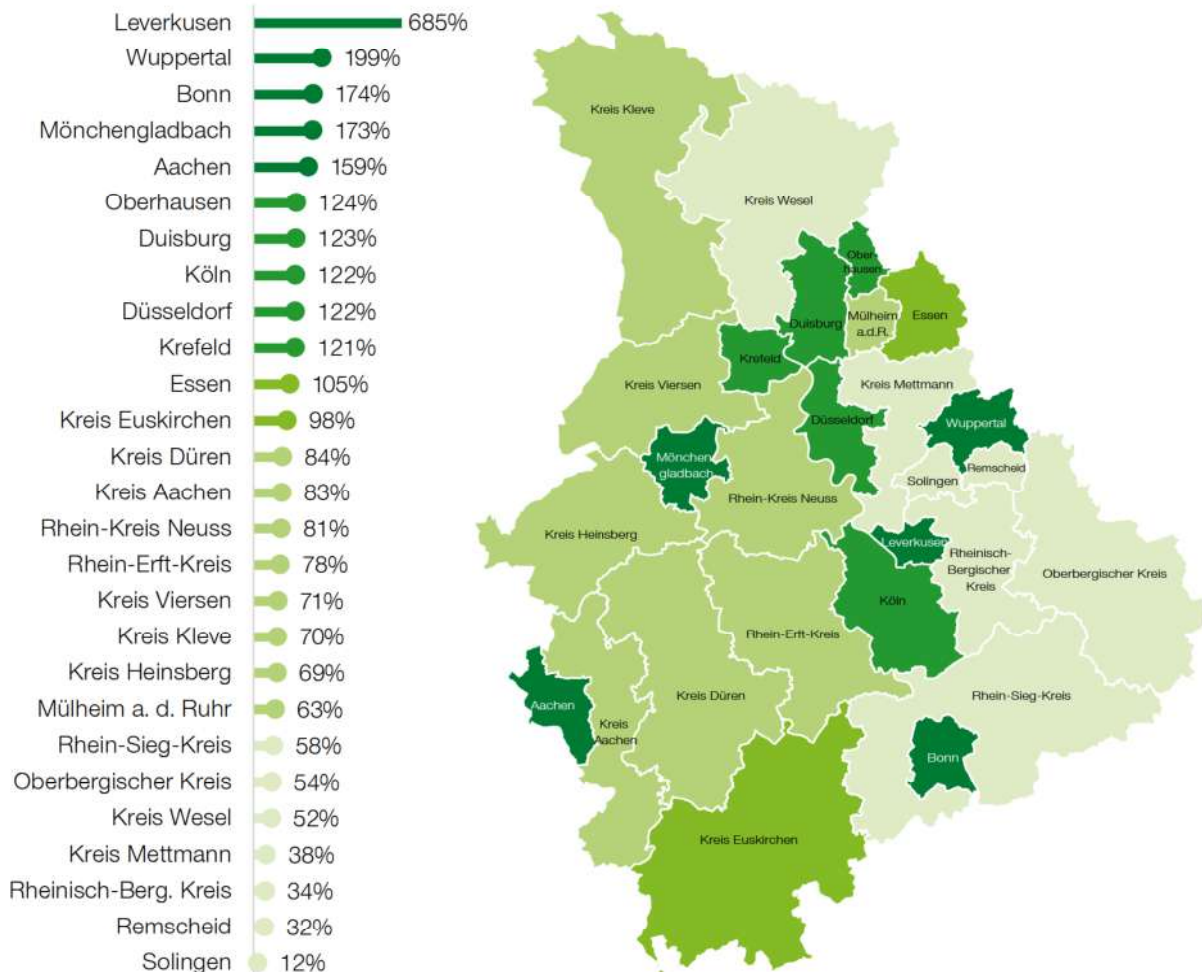 Leverkusen 685%
Wuppertal 199%
Bonn 174%
Mönchengladbach 173%
Aachen 159%
Oberhausen 124%
Duisburg 123%
Köln 122%
Düsseldorf 122%
Krefeld 121%
Essen 105%
Kreis Euskirchen 98%
Kreis Düren 84%
Kreis Aachen 83%
Rhein-Kreis Neuss 81%
Rhein-Erft-Kreis 78%
Kreis Viersen 71%
Kreis Kleve 70%
Kreis Heinsberg 69%
Mülheim a. d. Ruhr 63%
Rhein-Sieg-Kreis 58%
Oberbergischer Kreis 54%
Kreis Wesel 52%
Kreis Mettmann 38%
Rheinisch-Berg. Kreis 34%
Remscheid 32%
Solingen 12%
Kreis Kleve
Kreis Wesel
Ober-
hausen
Duisburg
Mülheim
a.d.R.
Essen
Krefeld
Kreis Viersen
Kreis Mettmann
Düsseldorf
Wuppertal
Mönchen
gladbach
Remscheid
Solingen
Rhein-Kreis Neuss
Kreis Heinsberg
Leverkusen
Rheinisch-
Bergischer
Kreis
Oberbergischer Kreis
Köln
Rhein-Erft-Kreis
Kreis Düren
Rhein-Sieg-Kreis
Aachen
Kreis
Aachen
Bonn
Kreis Euskirchen